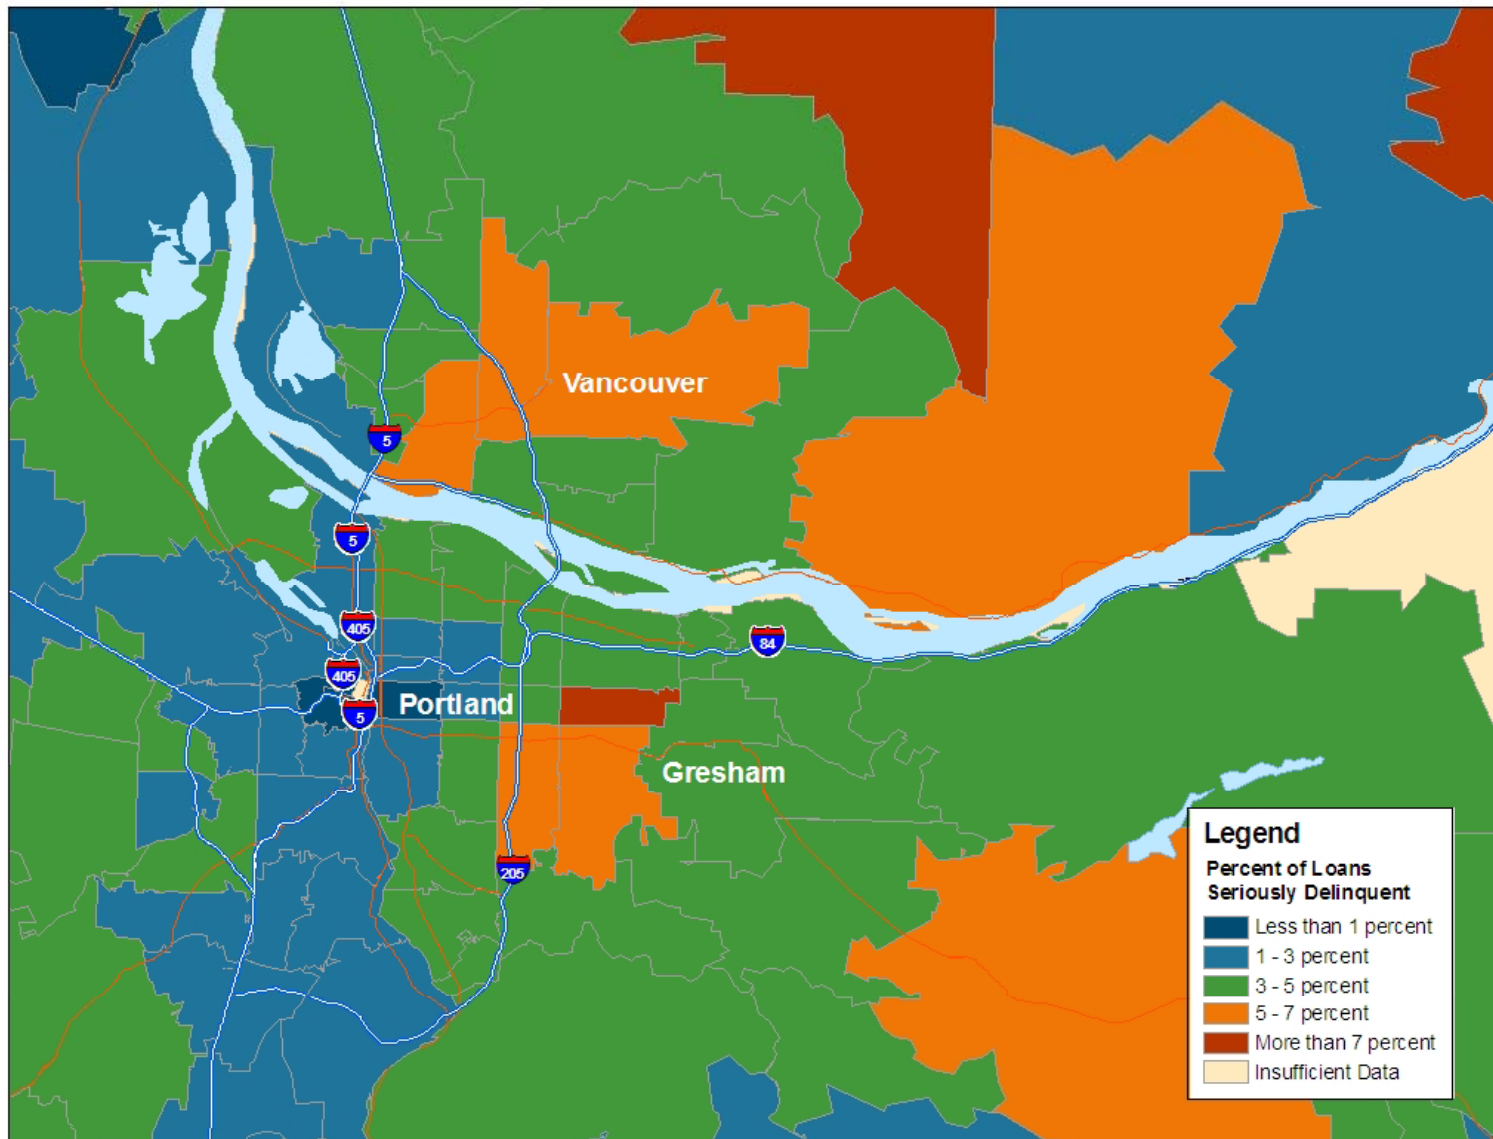 Vancouver
5
5
405
84
405
Portland
5
Gresham
205
Legend
Percent of Loans
Seriously Delinquent
Less than 1 percent
1 - 3 percent
3 - 5 percent
5 - 7 percent
More than 7 percent
Insufficient Data